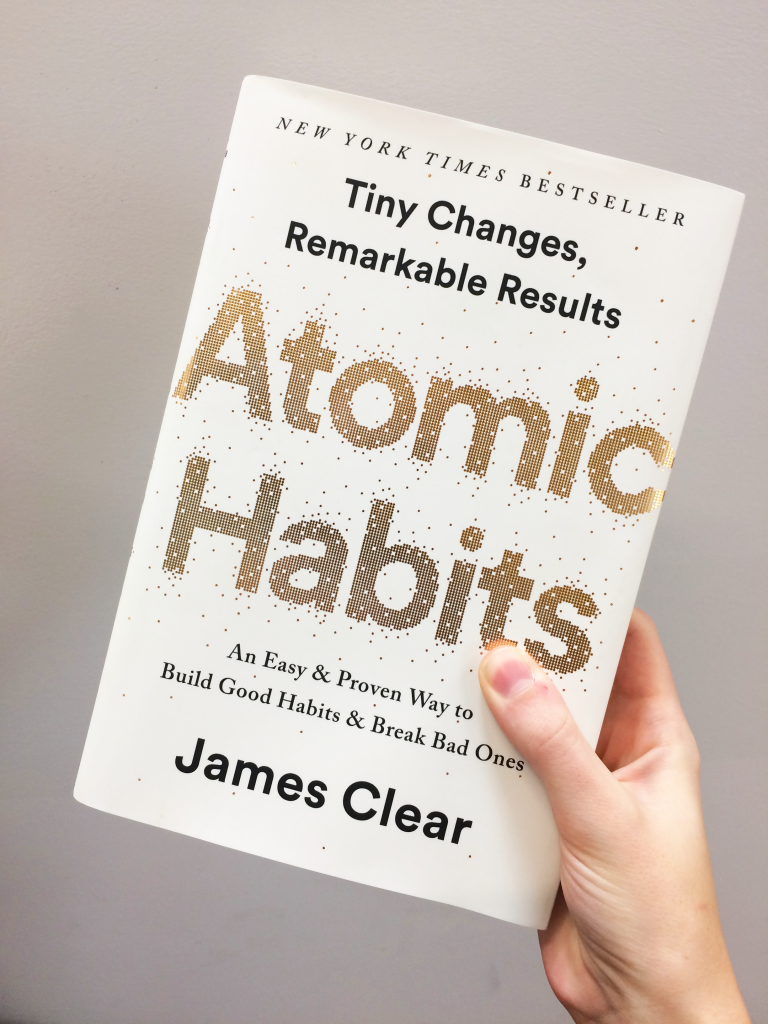 NEW YORK TIMES BESTSELLER
Tiny Changes,
Remarkable Results
Atomic
Habits
An Easy & Proven Way to
Build Good Habits & Break Bad Ones
James Clear